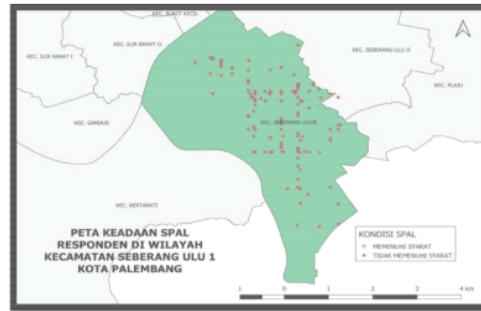 KEC. BUKIT KECIL
KEC. ILIR BARAT II
KEC. ILIR BARAT I
KEC. SEBERANG ULU II
KEC. PLAJU
KEC. GANDUS
KEC. SEBERANG ULU I
KEC. KERTAPATI
PETA KEADAAN SPAL
RESPONDEN DI WILAYAH
KECAMATAN SEBERANG ULU 1
KOTA PALEMBANG
KONDISI SPAL
MEMENUHI SYARAT
TIDAK MEMENUHI SYARAT
1 0 1 2 3 4 km